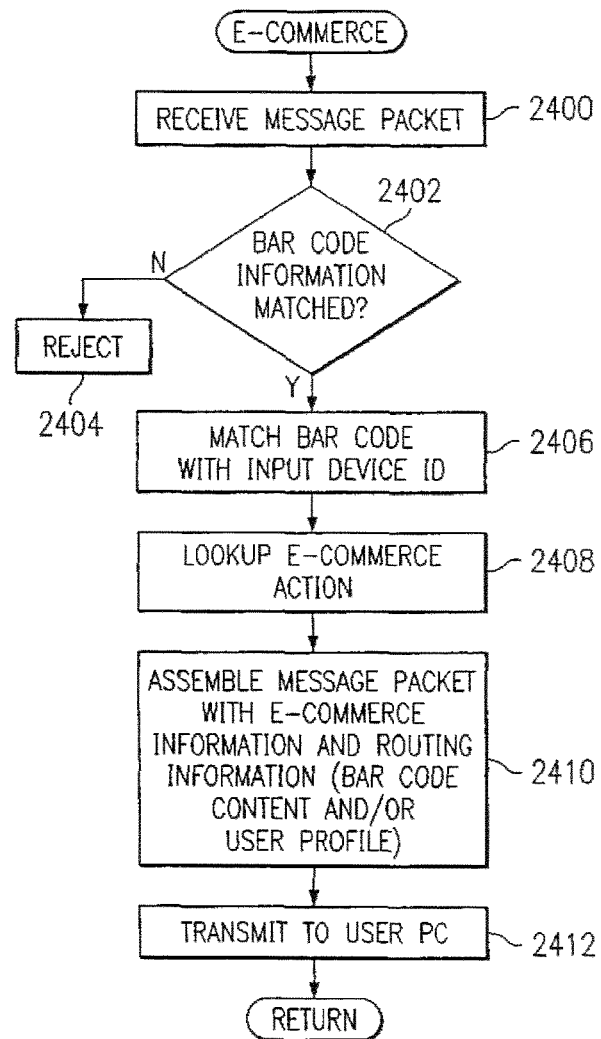 E-COMMERCE
RECEIVE MESSAGE PACKET
2400
2402
BAR CODE
INFORMATION
MATCHED?
N
REJECT
2404
Y
MATCH BAR CODE
WITH INPUT DEVICE ID
2406
LOOKUP E-COMMERCE
ACTION
2408
ASSEMBLE MESSAGE PACKET
WITH E-COMMERCE
INFORMATION AND ROUTING
INFORMATION (BAR CODE
CONTENT AND/OR
USER PROFILE)
2410
TRANSMIT TO USER PC
2412
RETURN